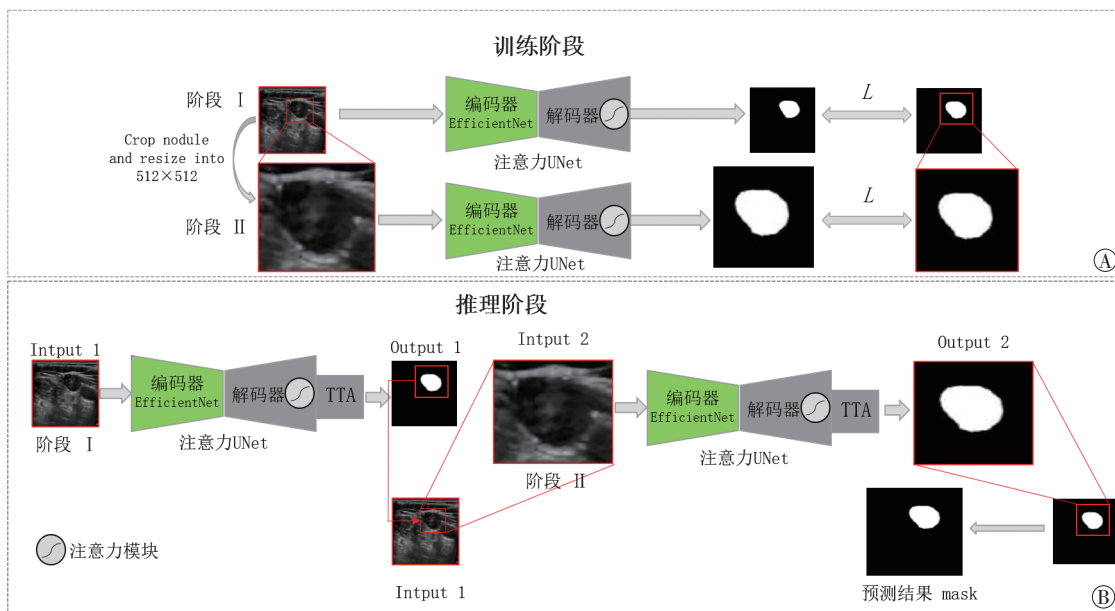 训练阶段
阶段 Ⅰ
编码器
EfficientNet
解码器
注意力UNet
L
Crop nodule
and resize into
512×512
阶段 Ⅱ
编码器
EfficientNet
解码器
注意力UNet
L
A
推理阶段
Intput 1
编码器
EfficientNet
解码器
TTA
阶段 Ⅰ
注意力UNet
Output 1
Intput 2
编码器
EfficientNet
解码器
TTA
阶段 Ⅱ
注意力UNet
Output 2
注意力模块
Intput 1
预测结果 mask
B